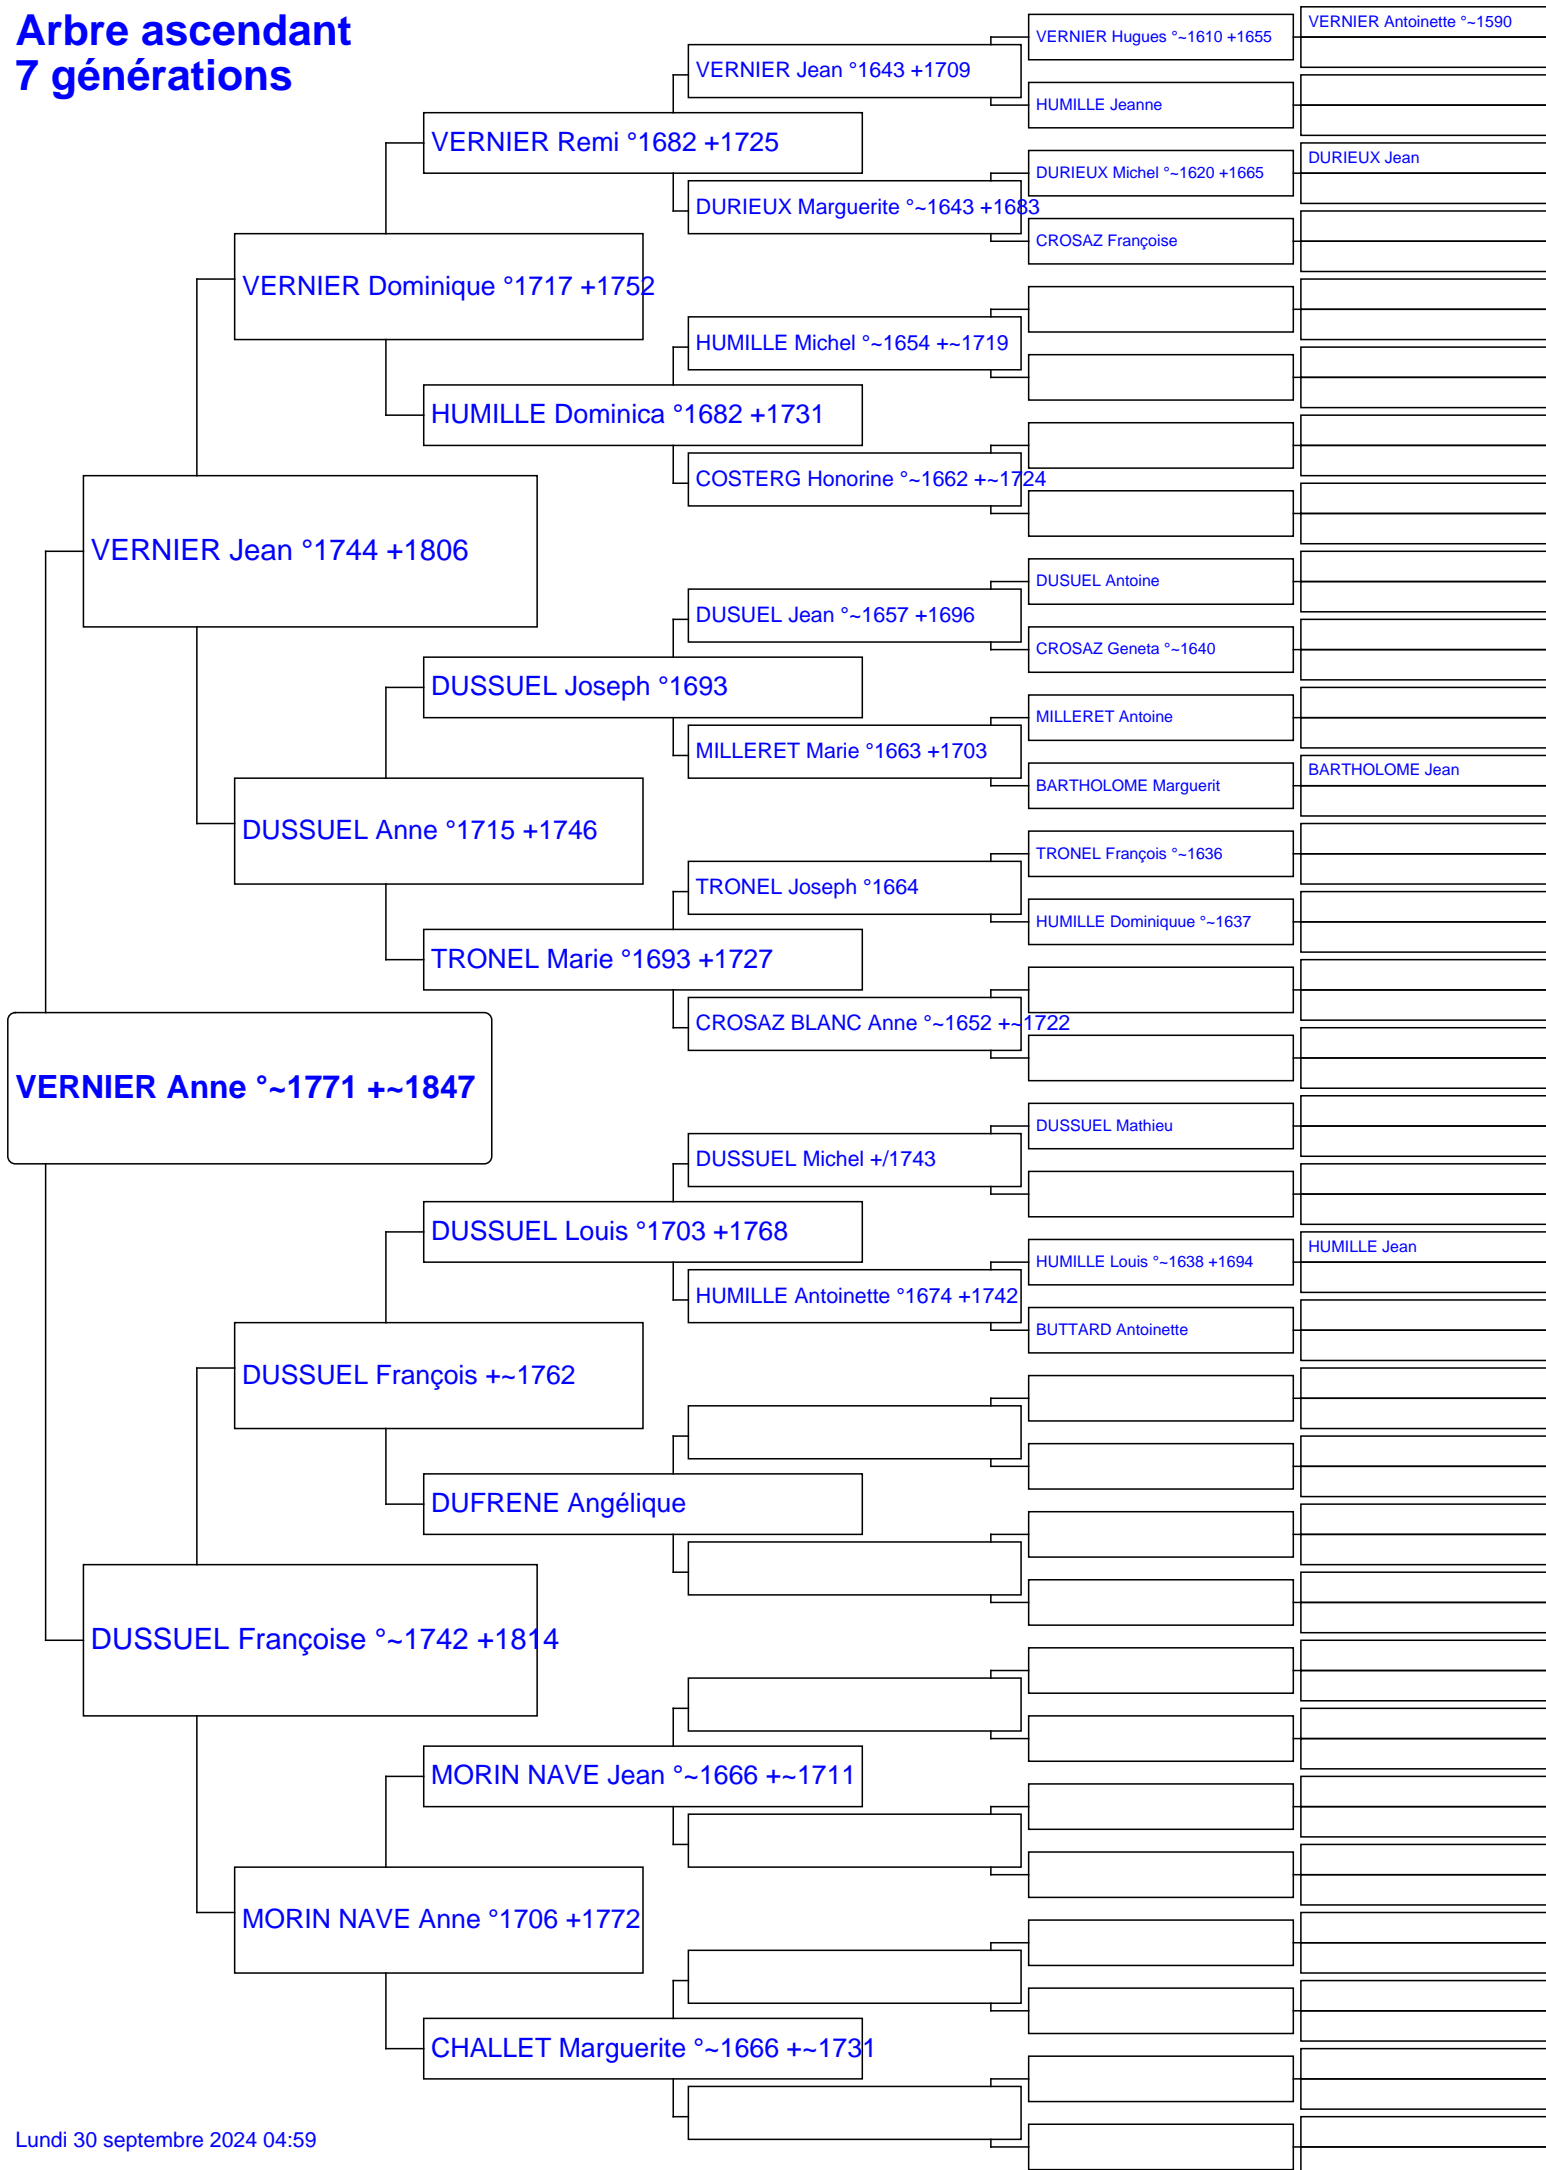 Arbre ascendant
7 générations
VERNIER Antoinette °~1590
VERNIER Hugues °~1610 +1655
VERNIER Jean °1643 +1709
HUMILLE Jeanne
VERNIER Remi °1682 +1725
DURIEUX Jean
DURIEUX Michel °~1620 +1665
DURIEUX Marguerite °~1643 +1683
CROSAZ Françoise
VERNIER Dominique °1717 +1752
HUMILLE Michel °~1654 +~1719
HUMILLE Dominica °1682 +1731
COSTERG Honorine °~1662 +~1724
VERNIER Jean °1744 +1806
DUSUEL Antoine
DUSUEL Jean °~1657 +1696
CROSAZ Geneta °~1640
DUSSUEL Joseph °1693
MILLERET Antoine
MILLERET Marie °1663 +1703
BARTHOLOME Jean
BARTHOLOME Marguerit
DUSSUEL Anne °1715 +1746
TRONEL François °~1636
TRONEL Joseph °1664
HUMILLE Dominiquue °~1637
TRONEL Marie °1693 +1727
CROSAZ BLANC Anne °~1652 +~1722
VERNIER Anne °~1771 +~1847
DUSSUEL Mathieu
DUSSUEL Michel +/1743
DUSSUEL Louis °1703 +1768
HUMILLE Jean
HUMILLE Louis °~1638 +1694
HUMILLE Antoinette °1674 +1742
BUTTARD Antoinette
DUSSUEL François +~1762
DUFRENE Angélique
DUSSUEL Françoise °~1742 +1814
MORIN NAVE Jean °~1666 +~1711
MORIN NAVE Anne °1706 +1772
CHALLET Marguerite °~1666 +~1731
Lundi 30 septembre 2024 04:59